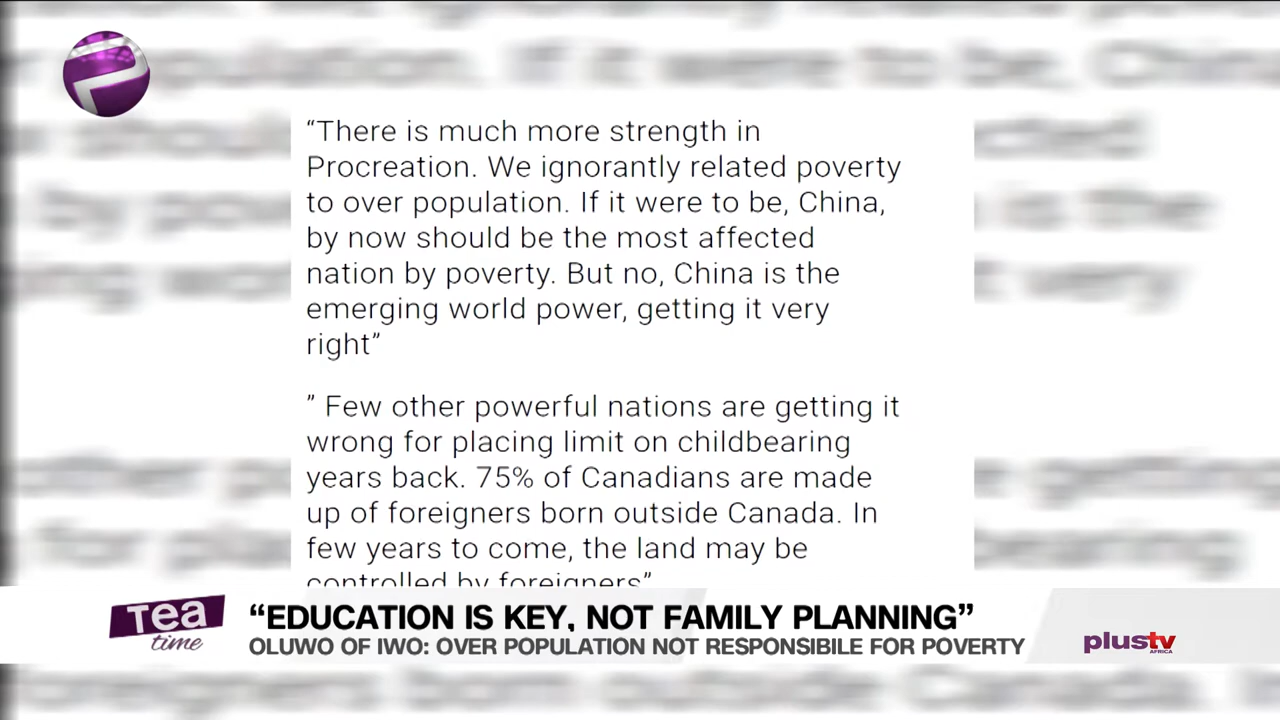 “There is much more strength in
Procreation. We ignorantly related poverty
to over population. If it were to be, China,
by now should be the most affected
nation by poverty. But no, China is the
emerging world power, getting it very
right”
” Few other powerful nations are getting it
wrong for placing limit on childbearing
years back. 75% of Canadians are made
up of foreigners born outside Canada. In
few years to come, the land may be
controlled by foreigners”
Tea
time
“EDUCATION IS KEY, NOT FAMILY PLANNING”
OLUWO OF IWO: OVER POPULATION NOT RESPONSIBILE FOR POVERTY
plustv
AFRICA